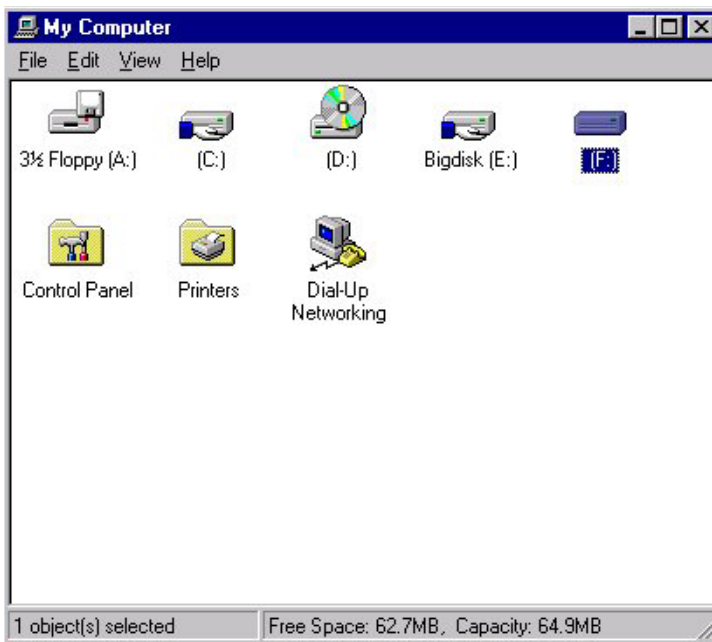 My Computer
File Edit View Help
3½ Floppy (A:) (C:) (D:) Bigdisk (E:) (F:)
Control Panel Printers Dial-Up
Networking
1 object(s) selected Free Space: 62.7MB, Capacity: 64.9MB